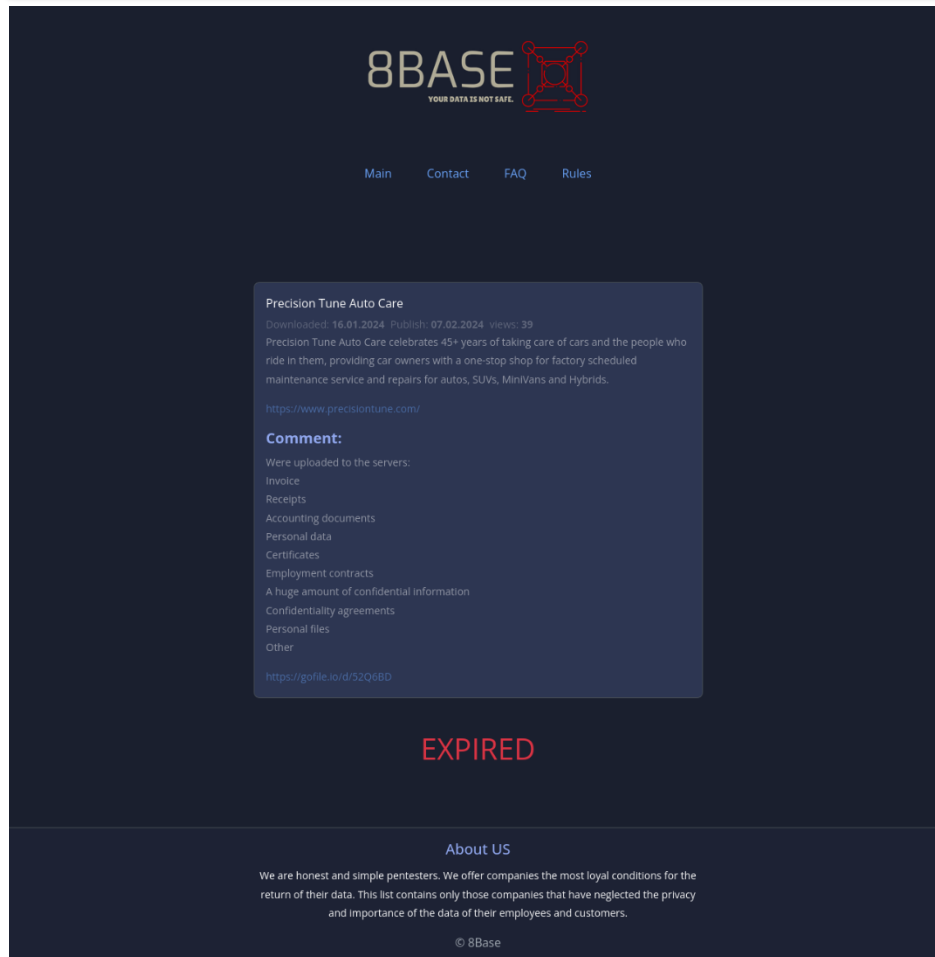 8BASE
YOUR DATA IS NOT SAFE.
Main Contact FAQ Rules
Precision Tune Auto Care
Downloaded: 16.01.2024 Publish: 07.02.2024 views: 39
Precision Tune Auto Care celebrates 45+ years of taking care of cars and the people who
ride in them, providing car owners with a one-stop shop for factory scheduled
maintenance service and repairs for autos, SUVs, MiniVans and Hybrids.
https://www.precisiontune.com/
Comment:
Were uploaded to the servers:
Invoice
Receipts
Accounting documents
Personal data
Certificates
Employment contracts
A huge amount of confidential information
Confidentiality agreements
Personal files
Other
https://gofile.io/d/52Q6BD
EXPIRED
About US
We are honest and simple pentesters. We offer companies the most loyal conditions for the
return of their data. This list contains only those companies that have neglected the privacy
and importance of the data of their employees and customers.
© 8Base